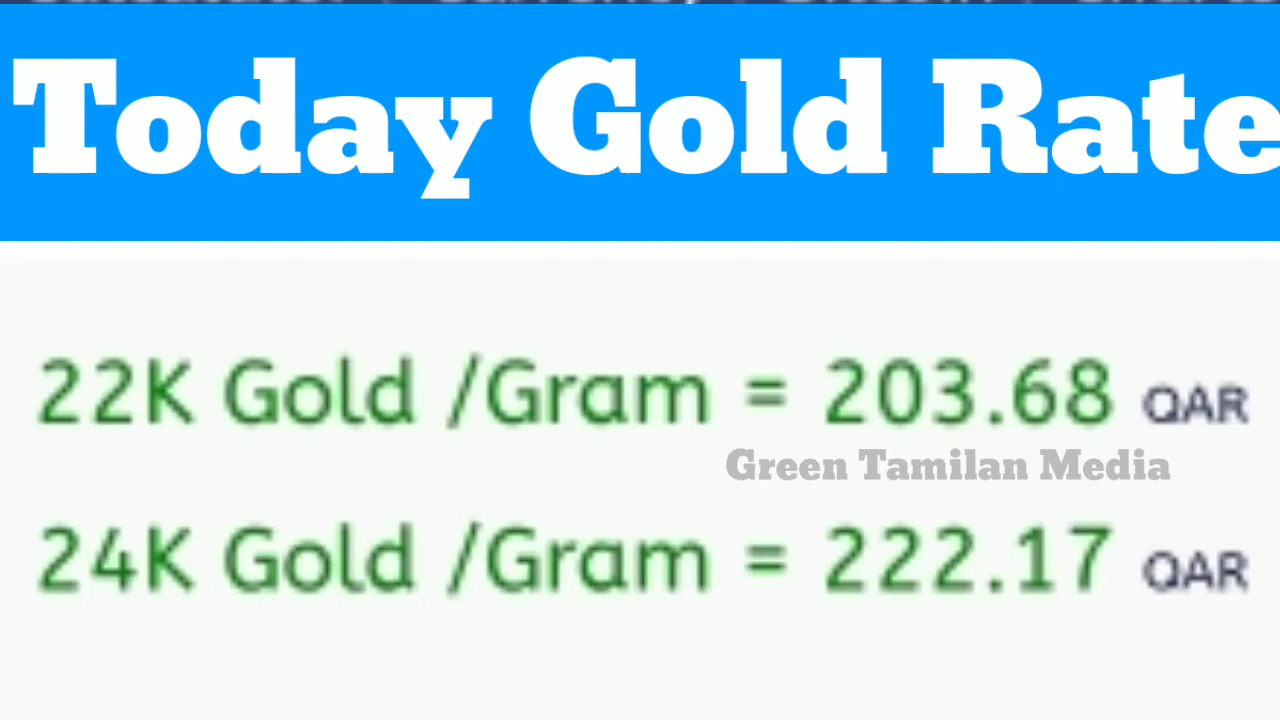 Today Gold Rate
22K Gold /Gram = 203.68 QAR
Green Tamilan Media
24K Gold /Gram = 222.17 QAR